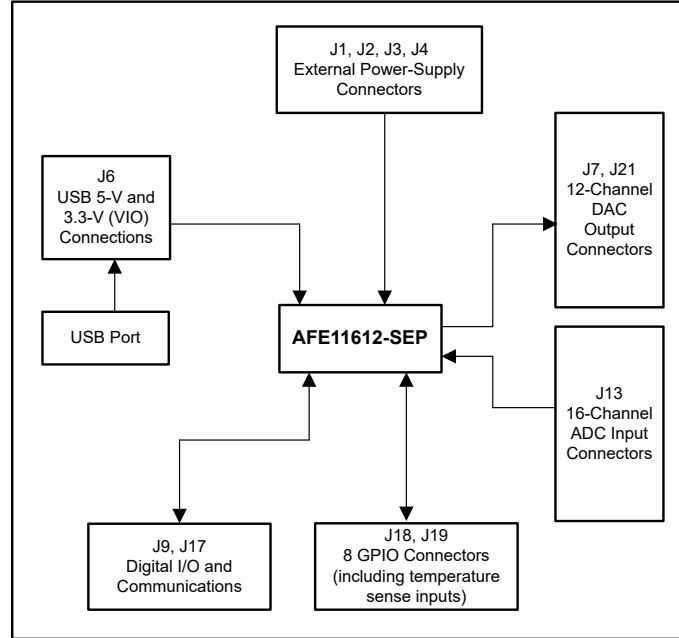 J1, J2, J3, J4
External Power-Supply
Connectors
J6
USB 5-V and
3.3-V (VIO)
Connections
USB Port
AFE11612-SEP
J7, J21
12-Channel
DAC
Output
Connectors
J13
16-Channel
ADC Input
Connectors
J9, J17
Digital I/O and
Communications
J18, J19
8 GPIO Connectors
(including temperature
sense inputs)